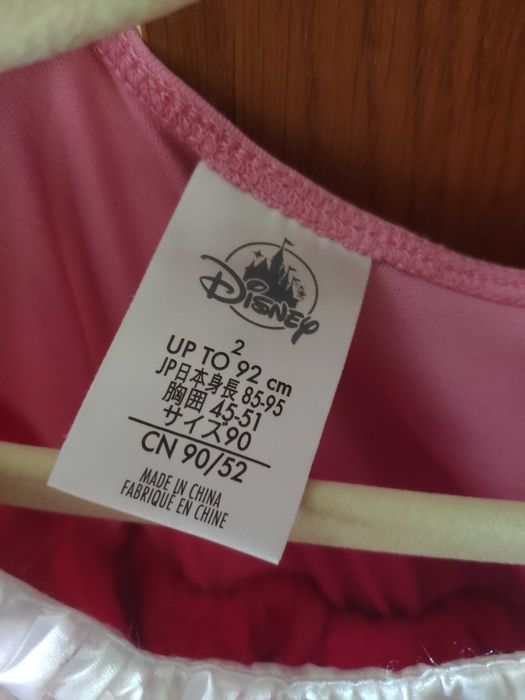 Disney
2
UP TO 92 cm
JP日本身長 85-95
胸囲 45-51
サイズ90
CN 90/52
MADE IN CHINA
FABRIQUÉ EN CHINE